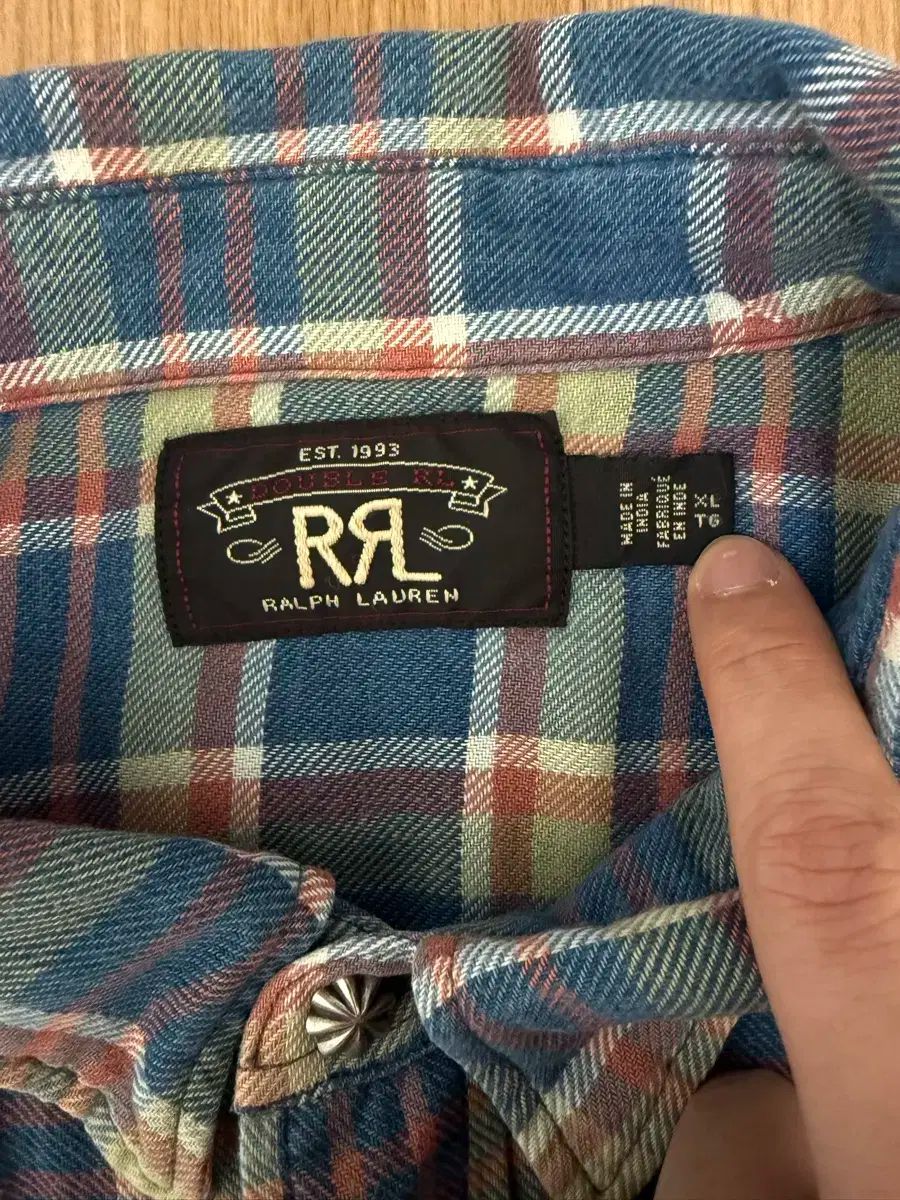 EST. 1993
DOUBLE RL
RRL
RALPH LAUREN
MADE IN
INDIA
FABRIQUÉ
EN INDE
XL
TG